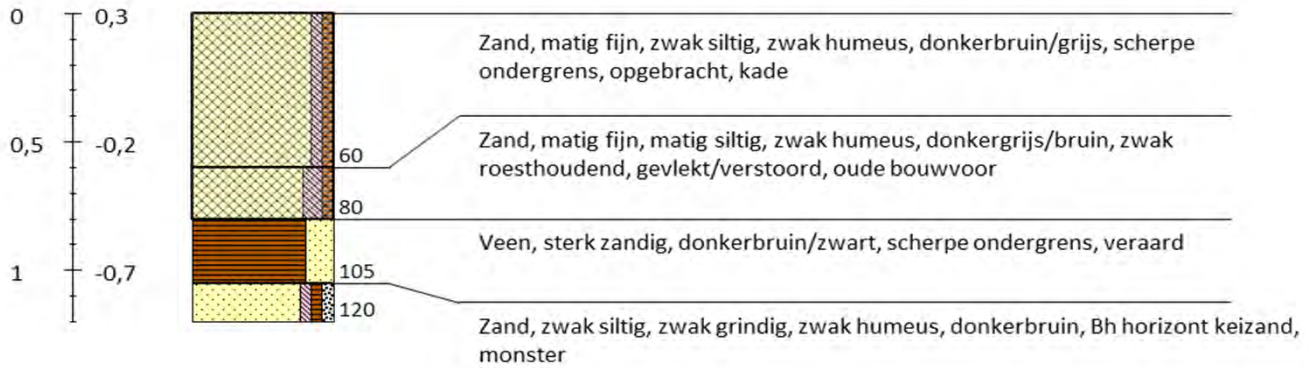 0 0,3
Zand, matig fijn, zwak siltig, zwak humeus, donkerbruin/grijs, scherpe
ondergrens, opgebracht, kade
0,5 -0,2
60
Zand, matig fijn, matig siltig, zwak humeus, donkergrijs/bruin, zwak
roesthoudend, gevlekt/verstoord, oude bouwvoor
80
Veen, sterk zandig, donkerbruin/zwart, scherpe ondergrens, veraard
1 -0,7
105
120
Zand, zwak siltig, zwak grindig, zwak humeus, donkerbruin, Bh horizont keizand,
monster